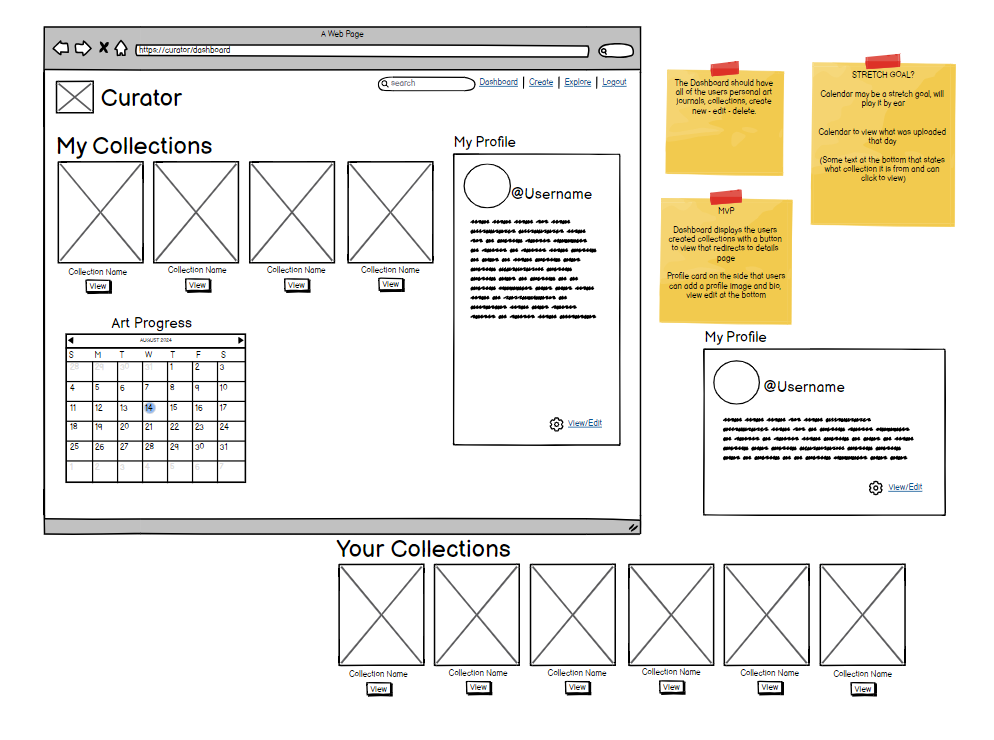 A Web Page
https://curator/dashboard
search
Dashboard | Create | Explore | Logout
Curator
My Collections
Collection Name
View
Collection Name
View
Collection Name
View
Collection Name
View
My Profile
@Username
View/Edit
Art Progress
AUGUST 2024
S M T W T F S
28 29 30 31 1 2 3
4 5 6 7 8 9 10
11 12 13 14 15 16 17
18 19 20 21 22 23 24
25 26 27 28 29 30 31
1 2 3 4 5 6 7
The Dashboard should have
all of the users personal art
journals, collections, create
new - edit - delete.
STRETCH GOAL?
Calendar may be a stretch goal, will
play it by ear
Calendar to view what was uploaded
that day
(Some text at the bottom that states
what collection it is from and can
click to view)
MVP
Dashboard displays the users
created collections with a button
to view that redirects to details
page
Profile card on the side that users
can add a profile image and bio,
view edit at the bottom
My Profile
@Username
View/Edit
Your Collections
Collection Name
View
Collection Name
View
Collection Name
View
Collection Name
View
Collection Name
View
Collection Name
View